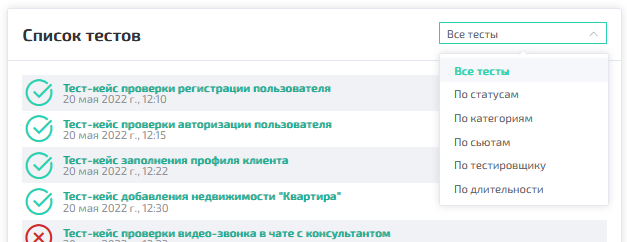 Список тестов
Все тесты
Все тесты
По статусам
По категориям
По сьютам
По тестировщику
По длительности
Тест-кейс проверки регистрации пользователя
20 мая 2022 г., 12:10
Тест-кейс проверки авторизации пользователя
20 мая 2022 г., 12:15
Тест-кейс заполнения профиля клиента
20 мая 2022 г., 12:22
Тест-кейс добавления недвижимости "Квартира"
20 мая 2022 г., 12:30
Тест-кейс проверки видео-звонка в чате с консультантом